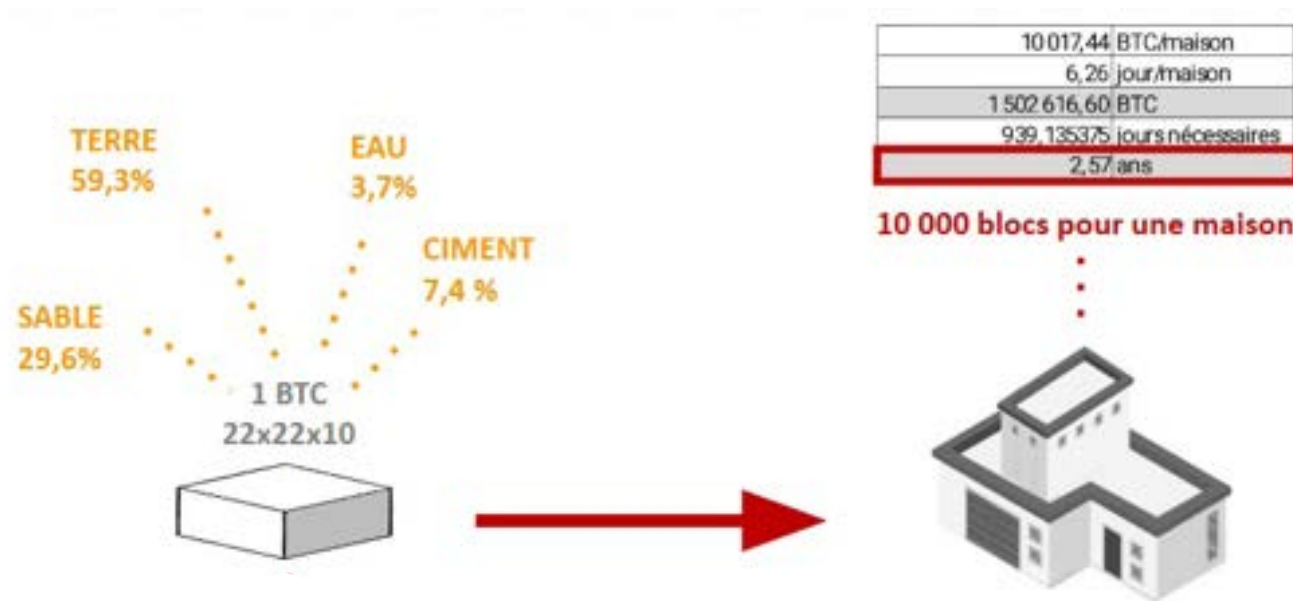 TERRE
59,3%
EAU
3,7%
CIMENT
7,4 %
SABLE
29,6%
1 BTC
22x22x10
10 017,44 BTC/maison
6,26 jour/maison
1 502 616,60 BTC
939,135375 jours nécessaires
2,57 ans
10 000 blocs pour une maison